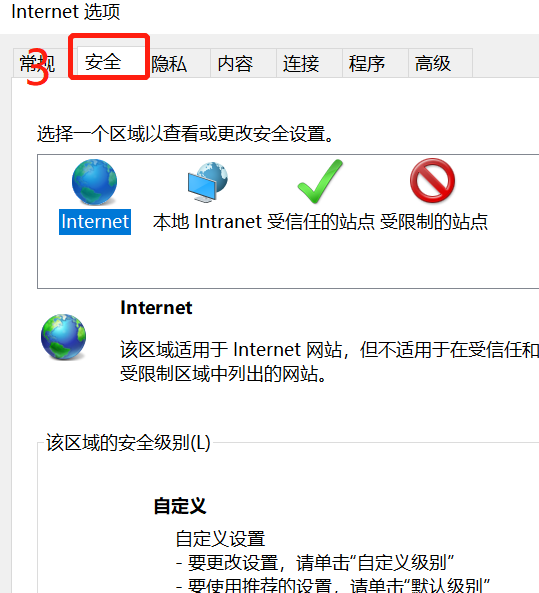 Internet 选项
3
常规 安全 隐私 内容 连接 程序 高级
选择一个区域以查看或更改安全设置。
Internet 本地 Intranet 受信任的站点 受限制的站点
Internet
该区域适用于 Internet 网站，但不适用于在受信任和
受限制区域中列出的网站。
该区域的安全级别(L)
自定义
自定义设置
- 要更改设置，请单击“自定义级别”
- 要使用推荐的设置，请单击“默认级别”